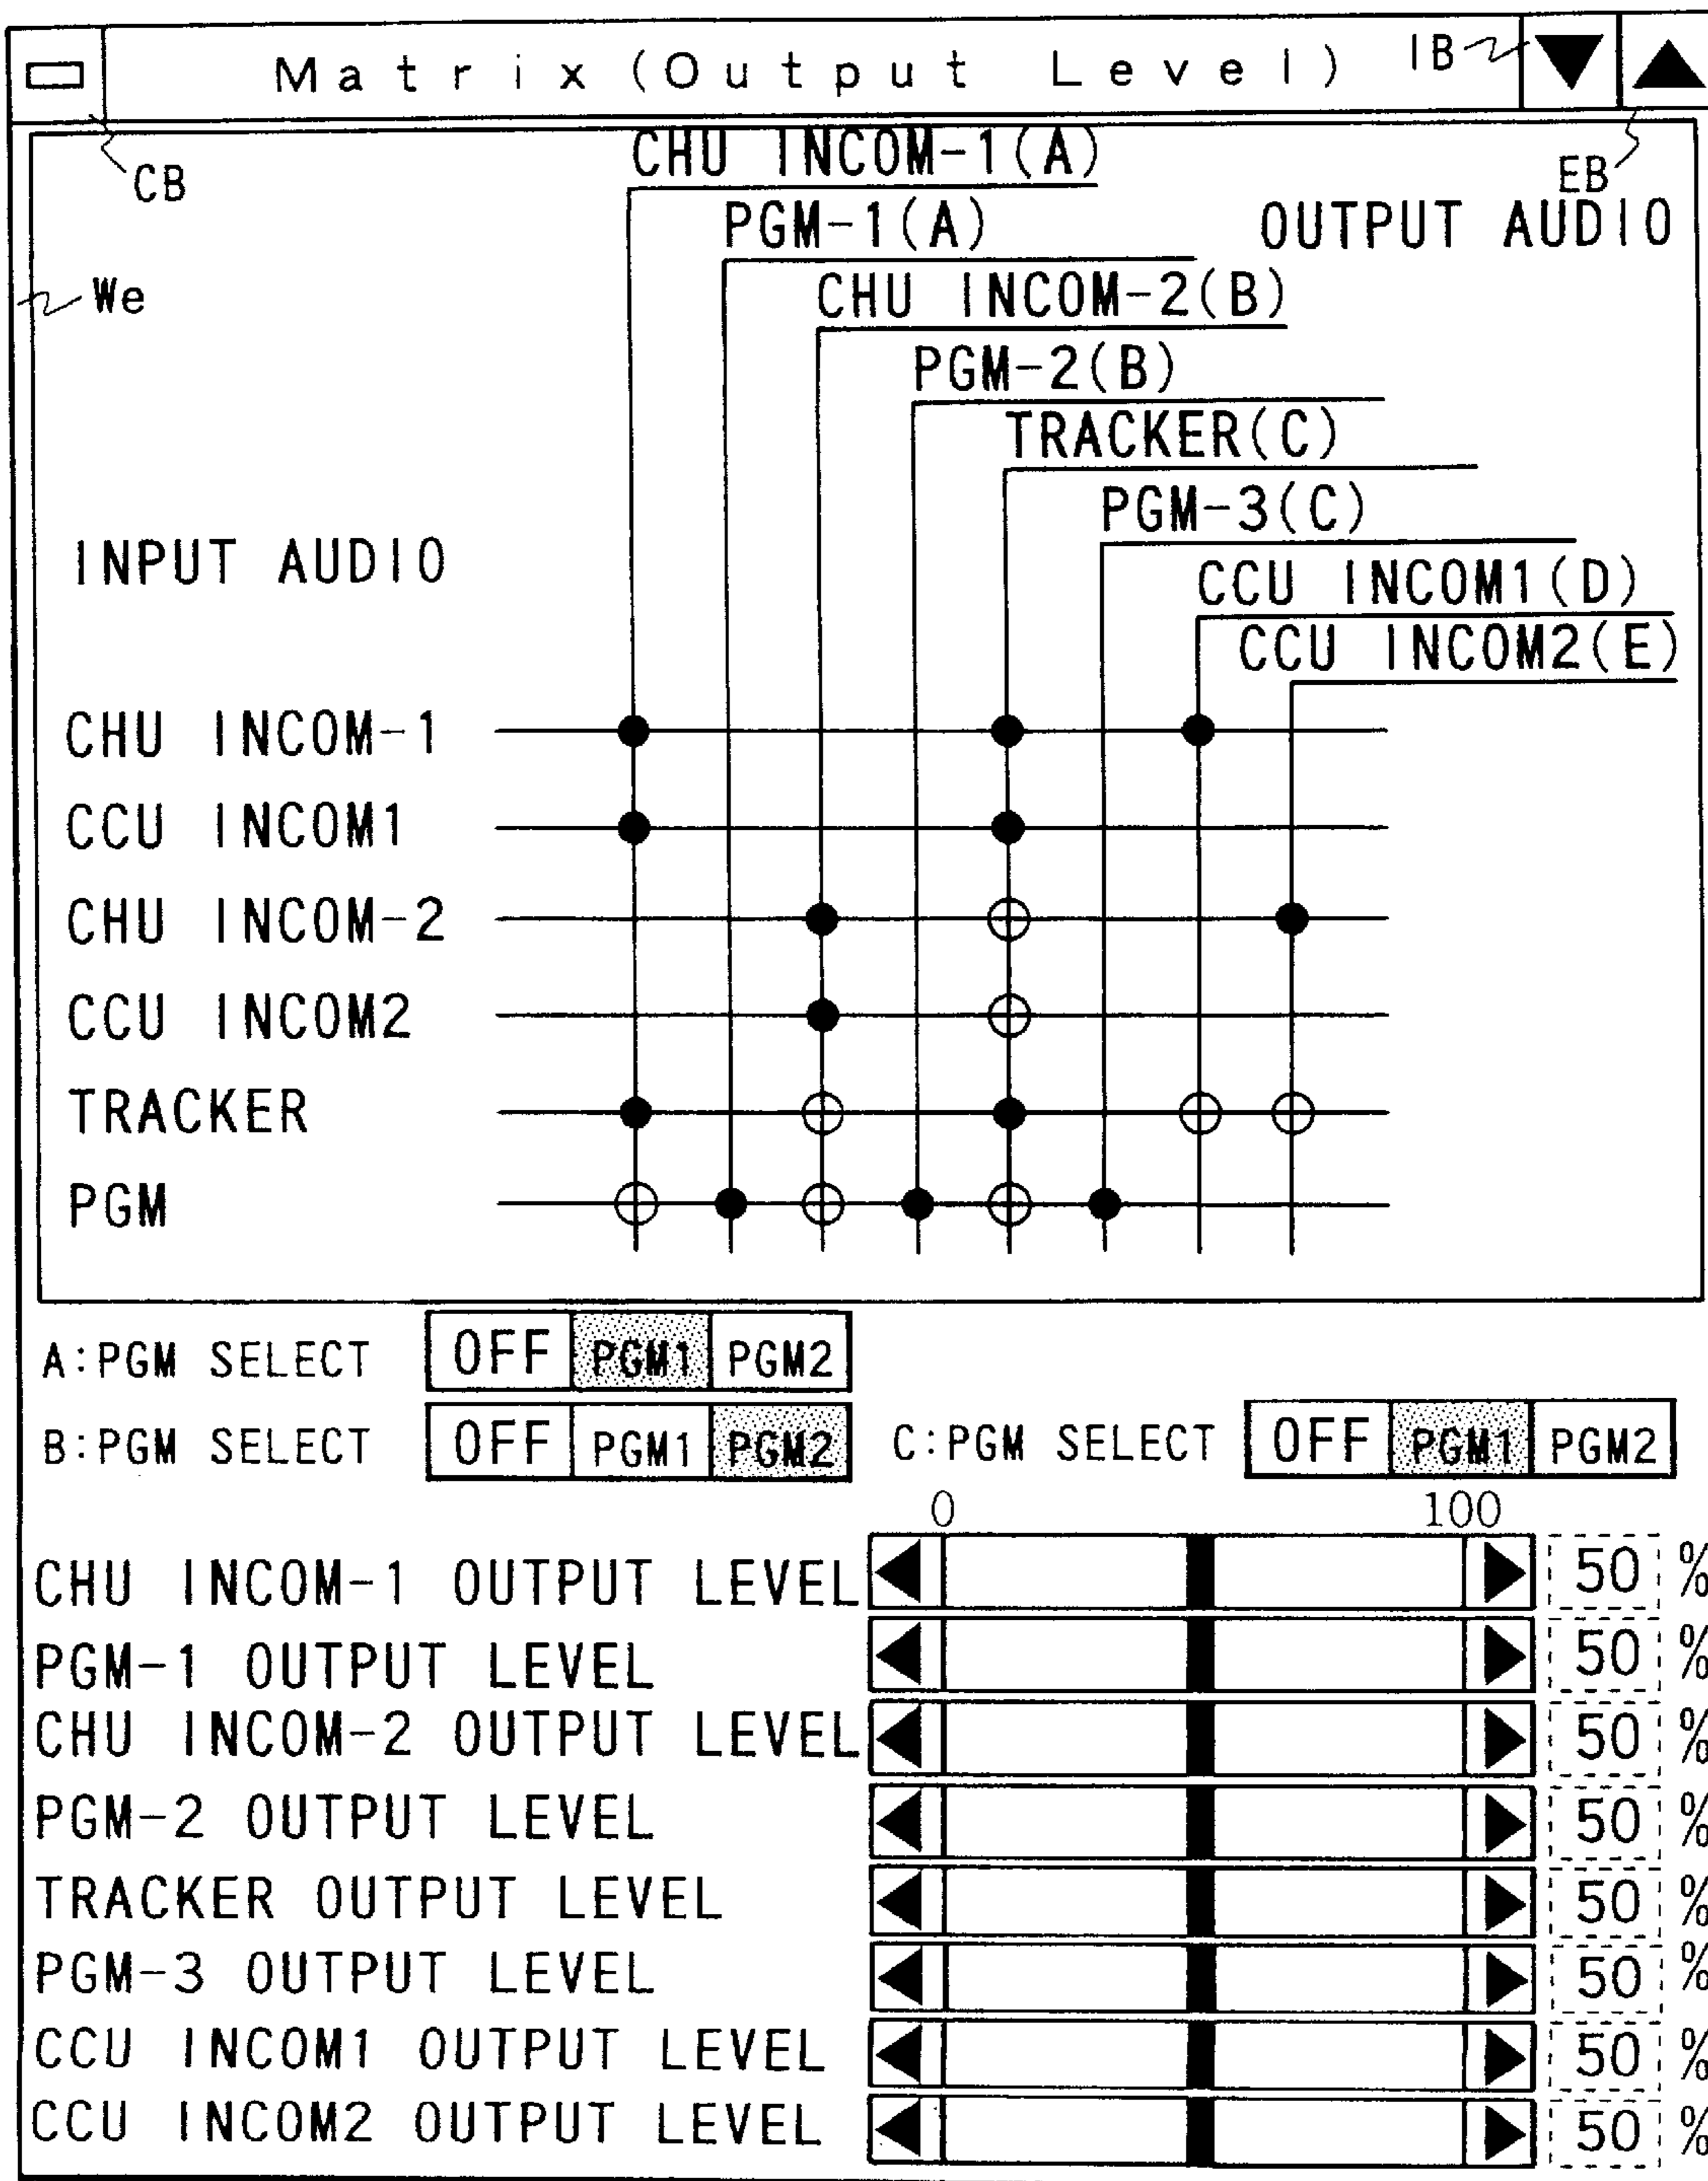 Matrix (Output Level)
IB
CB
EB
We
CHU INCOM-1(A)
PGM-1(A)
OUTPUT AUDIO
CHU INCOM-2(B)
PGM-2(B)
TRACKER(C)
PGM-3(C)
INPUT AUDIO
CCU INCOM1(D)
CCU INCOM2(E)
CHU INCOM-1
CCU INCOM1
CHU INCOM-2
CCU INCOM2
TRACKER
PGM
A:PGM SELECT OFF PGM1 PGM2
B:PGM SELECT OFF PGM1 PGM2
C:PGM SELECT OFF PGM1 PGM2
0 100
CHU INCOM-1 OUTPUT LEVEL 50 %
PGM-1 OUTPUT LEVEL 50 %
CHU INCOM-2 OUTPUT LEVEL 50 %
PGM-2 OUTPUT LEVEL 50 %
TRACKER OUTPUT LEVEL 50 %
PGM-3 OUTPUT LEVEL 50 %
CCU INCOM1 OUTPUT LEVEL 50 %
CCU INCOM2 OUTPUT LEVEL 50 %